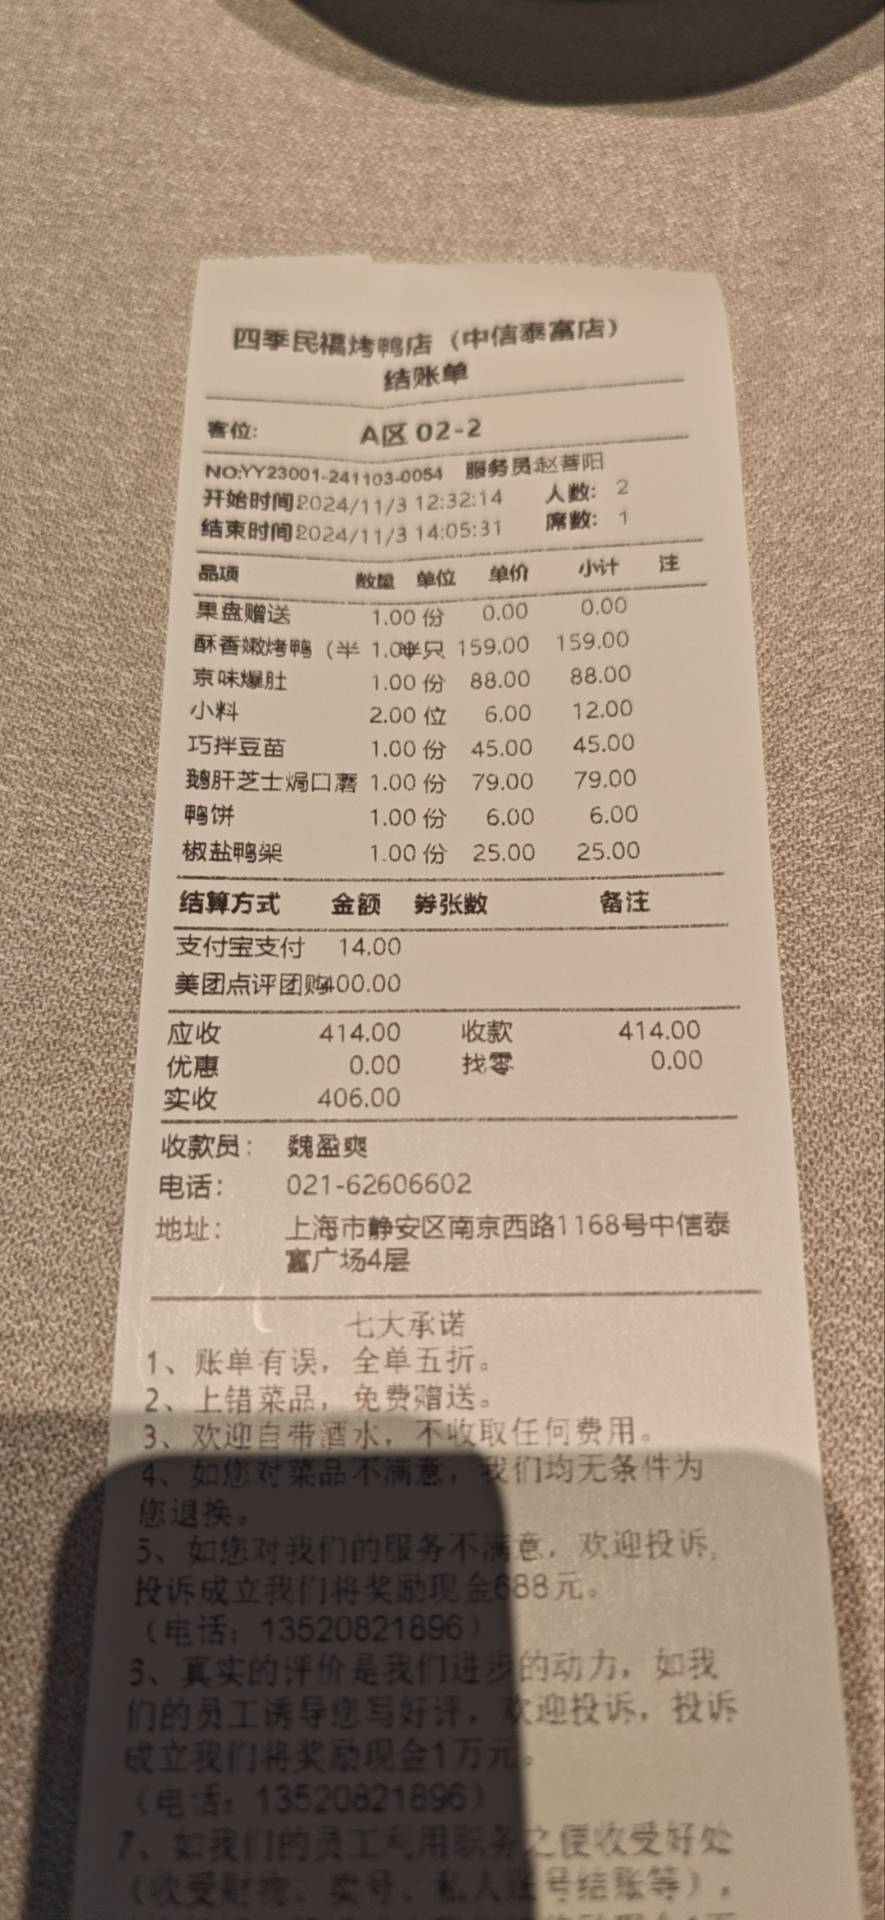 四季民福烤鸭店（中信泰富店）
结账单
客位: A区 02-2
NO:YY23001-241103-0054 服务员:赵菩阳
开始时间:2024/11/3 12:32:14 人数: 2
结束时间:2024/11/3 14:05:31 席数: 1
品项 数量 单位 单价 小计 注
果盘赠送 1.00 份 0.00 0.00
酥香嫩烤鸭（半 1.00半只 159.00 159.00
京味爆肚 1.00 份 88.00 88.00
小料 2.00 位 6.00 12.00
巧拌豆苗 1.00 份 45.00 45.00
鹅肝芝士焗口蘑 1.00 份 79.00 79.00
鸭饼 1.00 份 6.00 6.00
椒盐鸭架 1.00 份 25.00 25.00
结算方式 金额 券张数 备注
支付宝支付 14.00
美团点评团购400.00
应收 414.00 收款 414.00
优惠 0.00 找零 0.00
实收 406.00
收款员: 魏盈爽
电话: 021-62606602
地址: 上海市静安区南京西路1168号中信泰
富广场4层
七大承诺
1、账单有误，全单五折。
2、上错菜品，免费赠送。
3、欢迎自带酒水，不收取任何费用。
4、如您对菜品不满意，我们均无条件为
您退换。
5、如您对我们的服务不满意，欢迎投诉，
投诉成立我们将奖励现金688元。
（电话：13520821896）
6、真实的评价是我们进步的动力，如我
们的员工诱导您写好评，欢迎投诉，投诉
成立我们将奖励现金1万元。
（电话：13520821896）
7、如我们的员工利用职务之便收受好处
（收受财物、卖号、私人账号结账等），